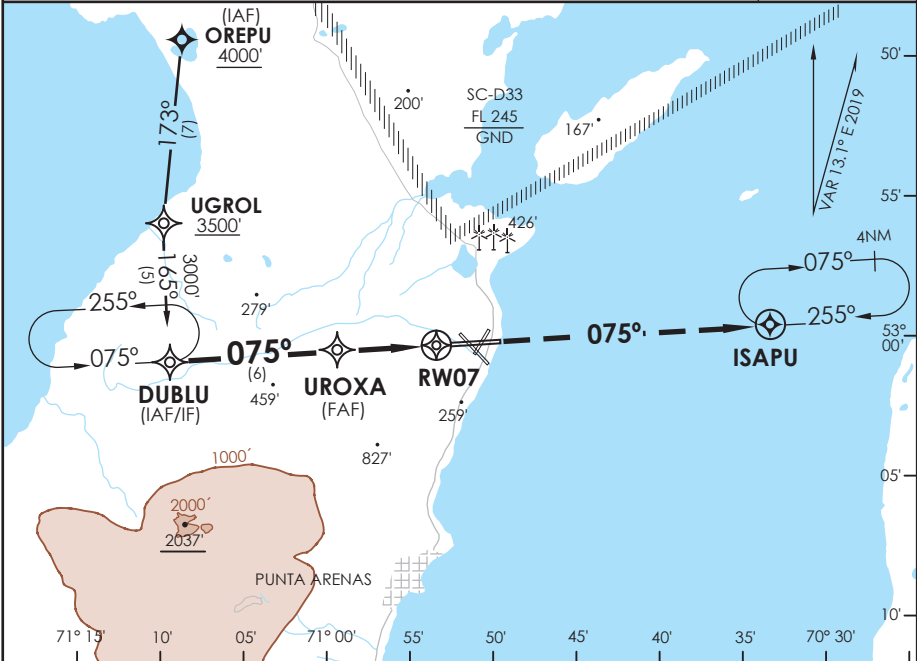 (IAF)
OREPU
4000'
173°
(7)
UGROL
3500'
3000'
165°
(5)
255°
075°
DUBLU
(IAF/IF)
075°
(6)
UROXA
(FAF)
RW07
075°
ISAPU
075°
4NM
255°
200'
SC-D33
FL 245
GND
167'
426'
279'
459'
259'
827'
1000´
2000´
2037'
PUNTA ARENAS
VAR 13.1° E 2019
50'
55'
53°
00'
05'
10'
71° 15' 10' 05' 71° 00' 55' 50' 45' 40' 35' 70° 30'